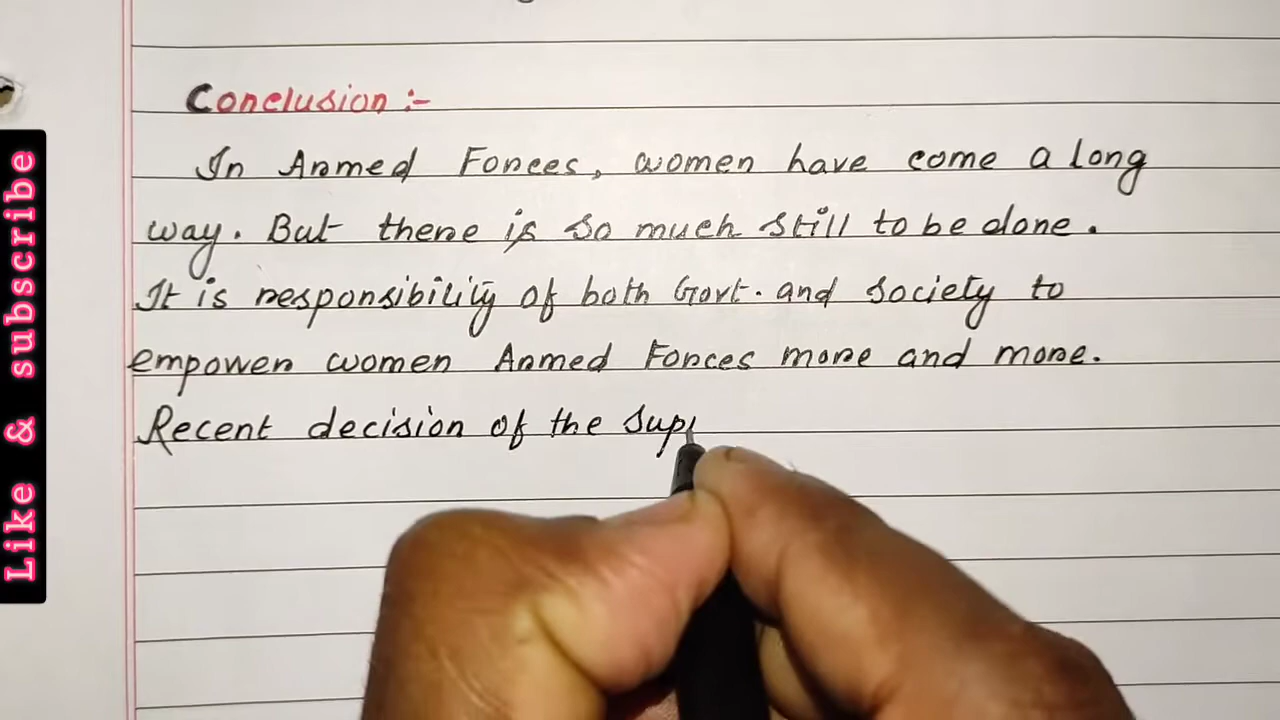 Conclusion :-
In Armed Forces, women have come a long
way. But there is so much still to be done.
It is responsibility of both Govt. and society to
empower women Armed Forces more and more.
Recent decision of the Sup
Like & subscribe